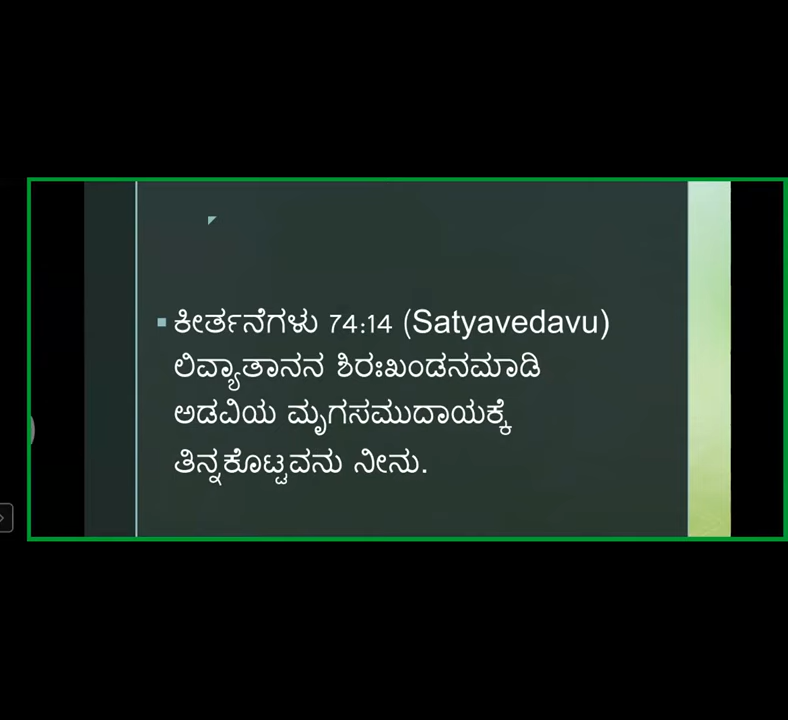 ಕೀರ್ತನೆಗಳು 74:14 (Satyavedavu)
ಲಿವ್ಯಾತಾನನ ಶಿರಃಖಂಡನಮಾಡಿ
ಅಡವಿಯ ಮೃಗಸಮುದಾಯಕ್ಕೆ
ತಿನ್ನಕೊಟ್ಟವನು ನೀನು.